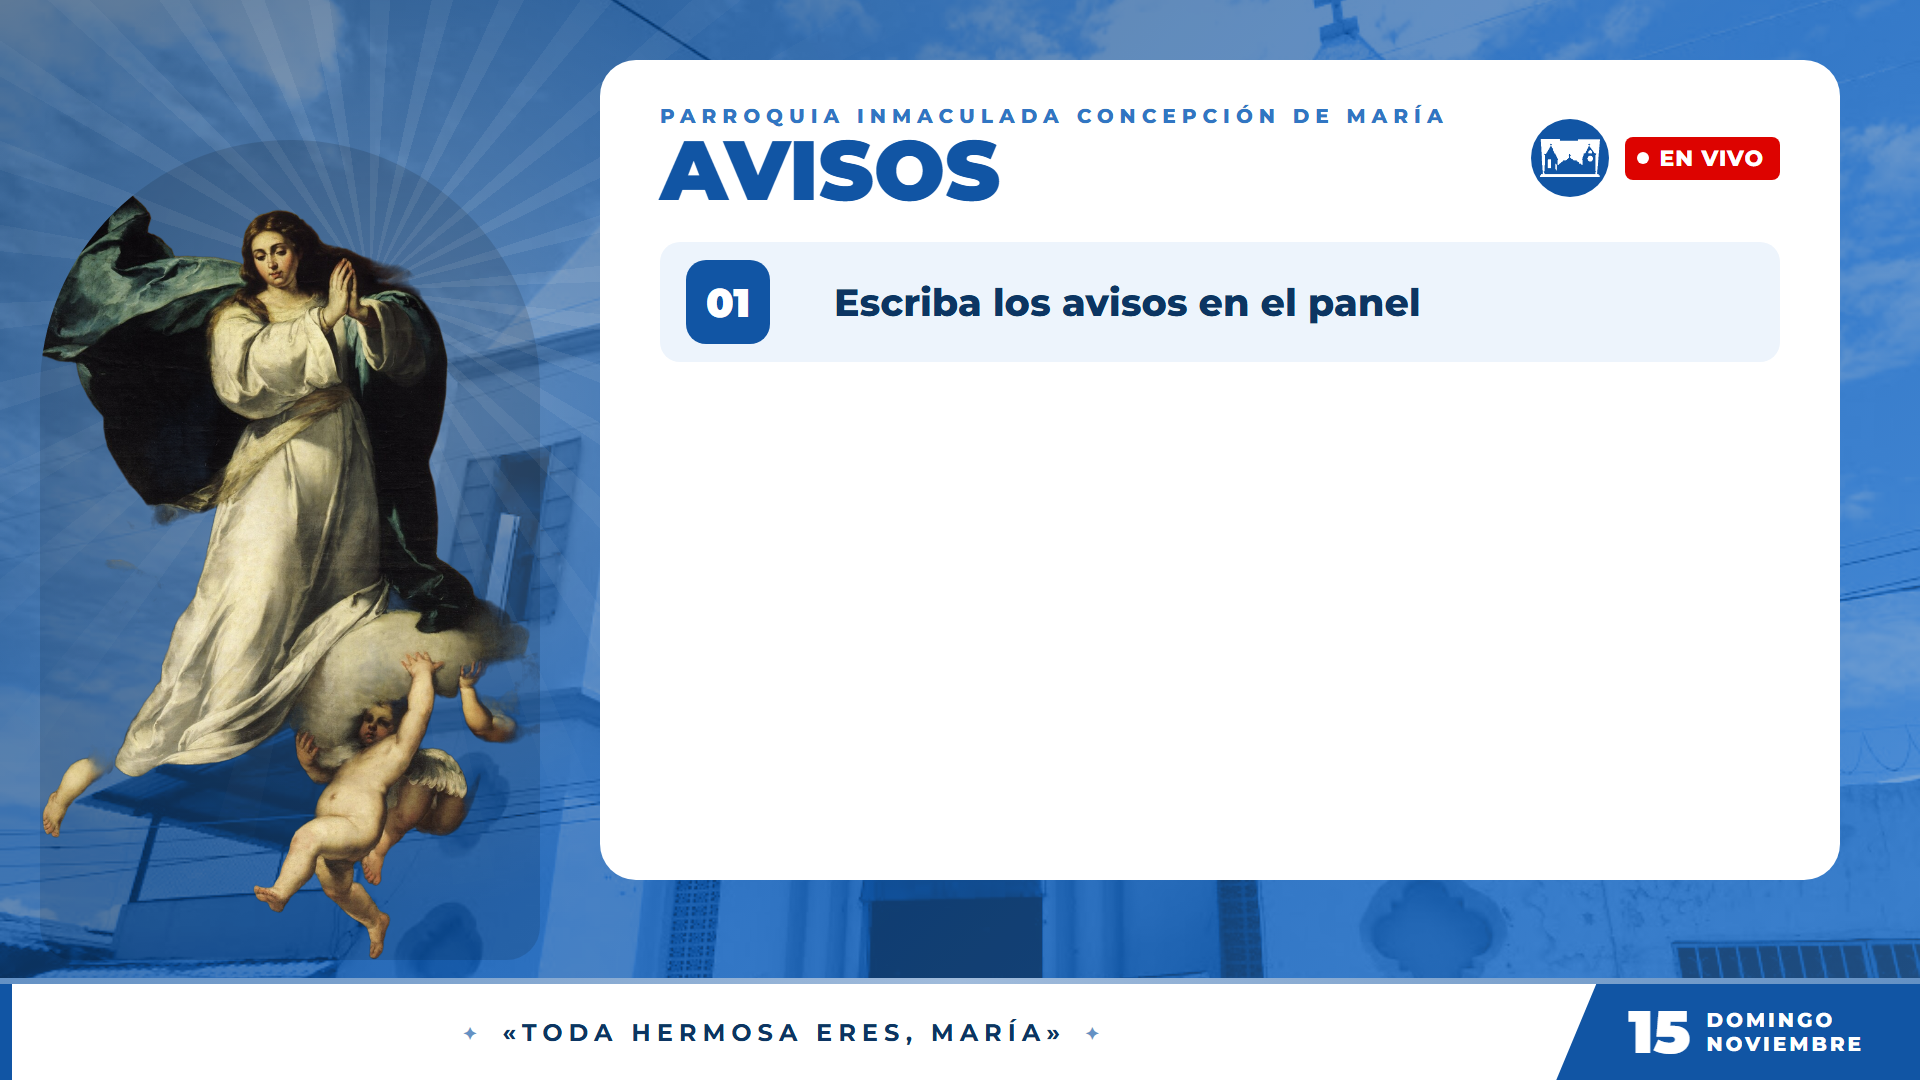 PARROQUIA INMACULADA CONCEPCIÓN DE MARÍA
AVISOS
EN VIVO
01
Escriba los avisos en el panel
«TODA HERMOSA ERES, MARÍA»
15
DOMINGO
NOVIEMBRE